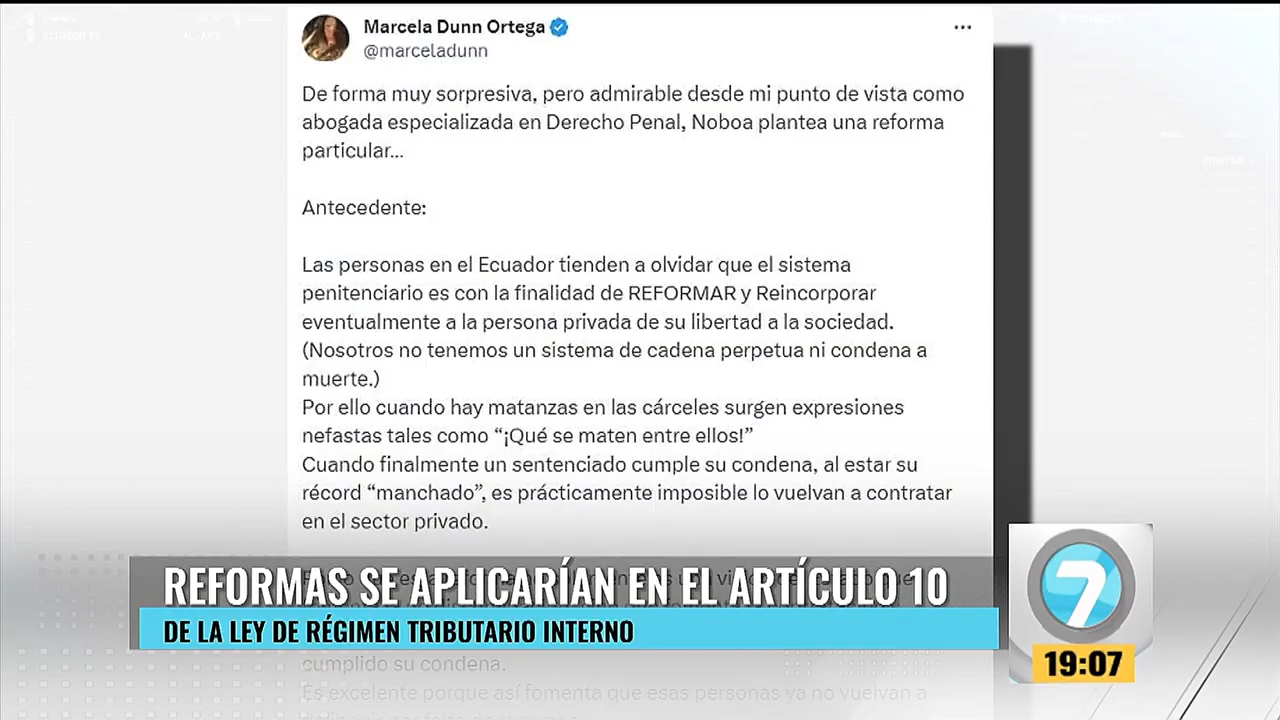 Marcela Dunn Ortega
@marceladunn
De forma muy sorpresiva, pero admirable desde mi punto de vista como
abogada especializada en Derecho Penal, Noboa plantea una reforma
particular...
Antecedente:
Las personas en el Ecuador tienden a olvidar que el sistema
penitenciario es con la finalidad de REFORMAR y Reincorporar
eventualmente a la persona privada de su libertad a la sociedad.
(Nosotros no tenemos un sistema de cadena perpetua ni condena a
muerte.)
Por ello cuando hay matanzas en las cárceles surgen expresiones
nefastas tales como “¡Qué se maten entre ellos!”
Cuando finalmente un sentenciado cumple su condena, al estar su
récord “manchado”, es prácticamente imposible lo vuelvan a contratar
en el sector privado.
REFORMAS SE APLICARÍAN EN EL ARTÍCULO 10
DE LA LEY DE RÉGIMEN TRIBUTARIO INTERNO
cumplido su condena.
Es excelente porque así fomenta que esas personas ya no vuelvan a
7
19:07